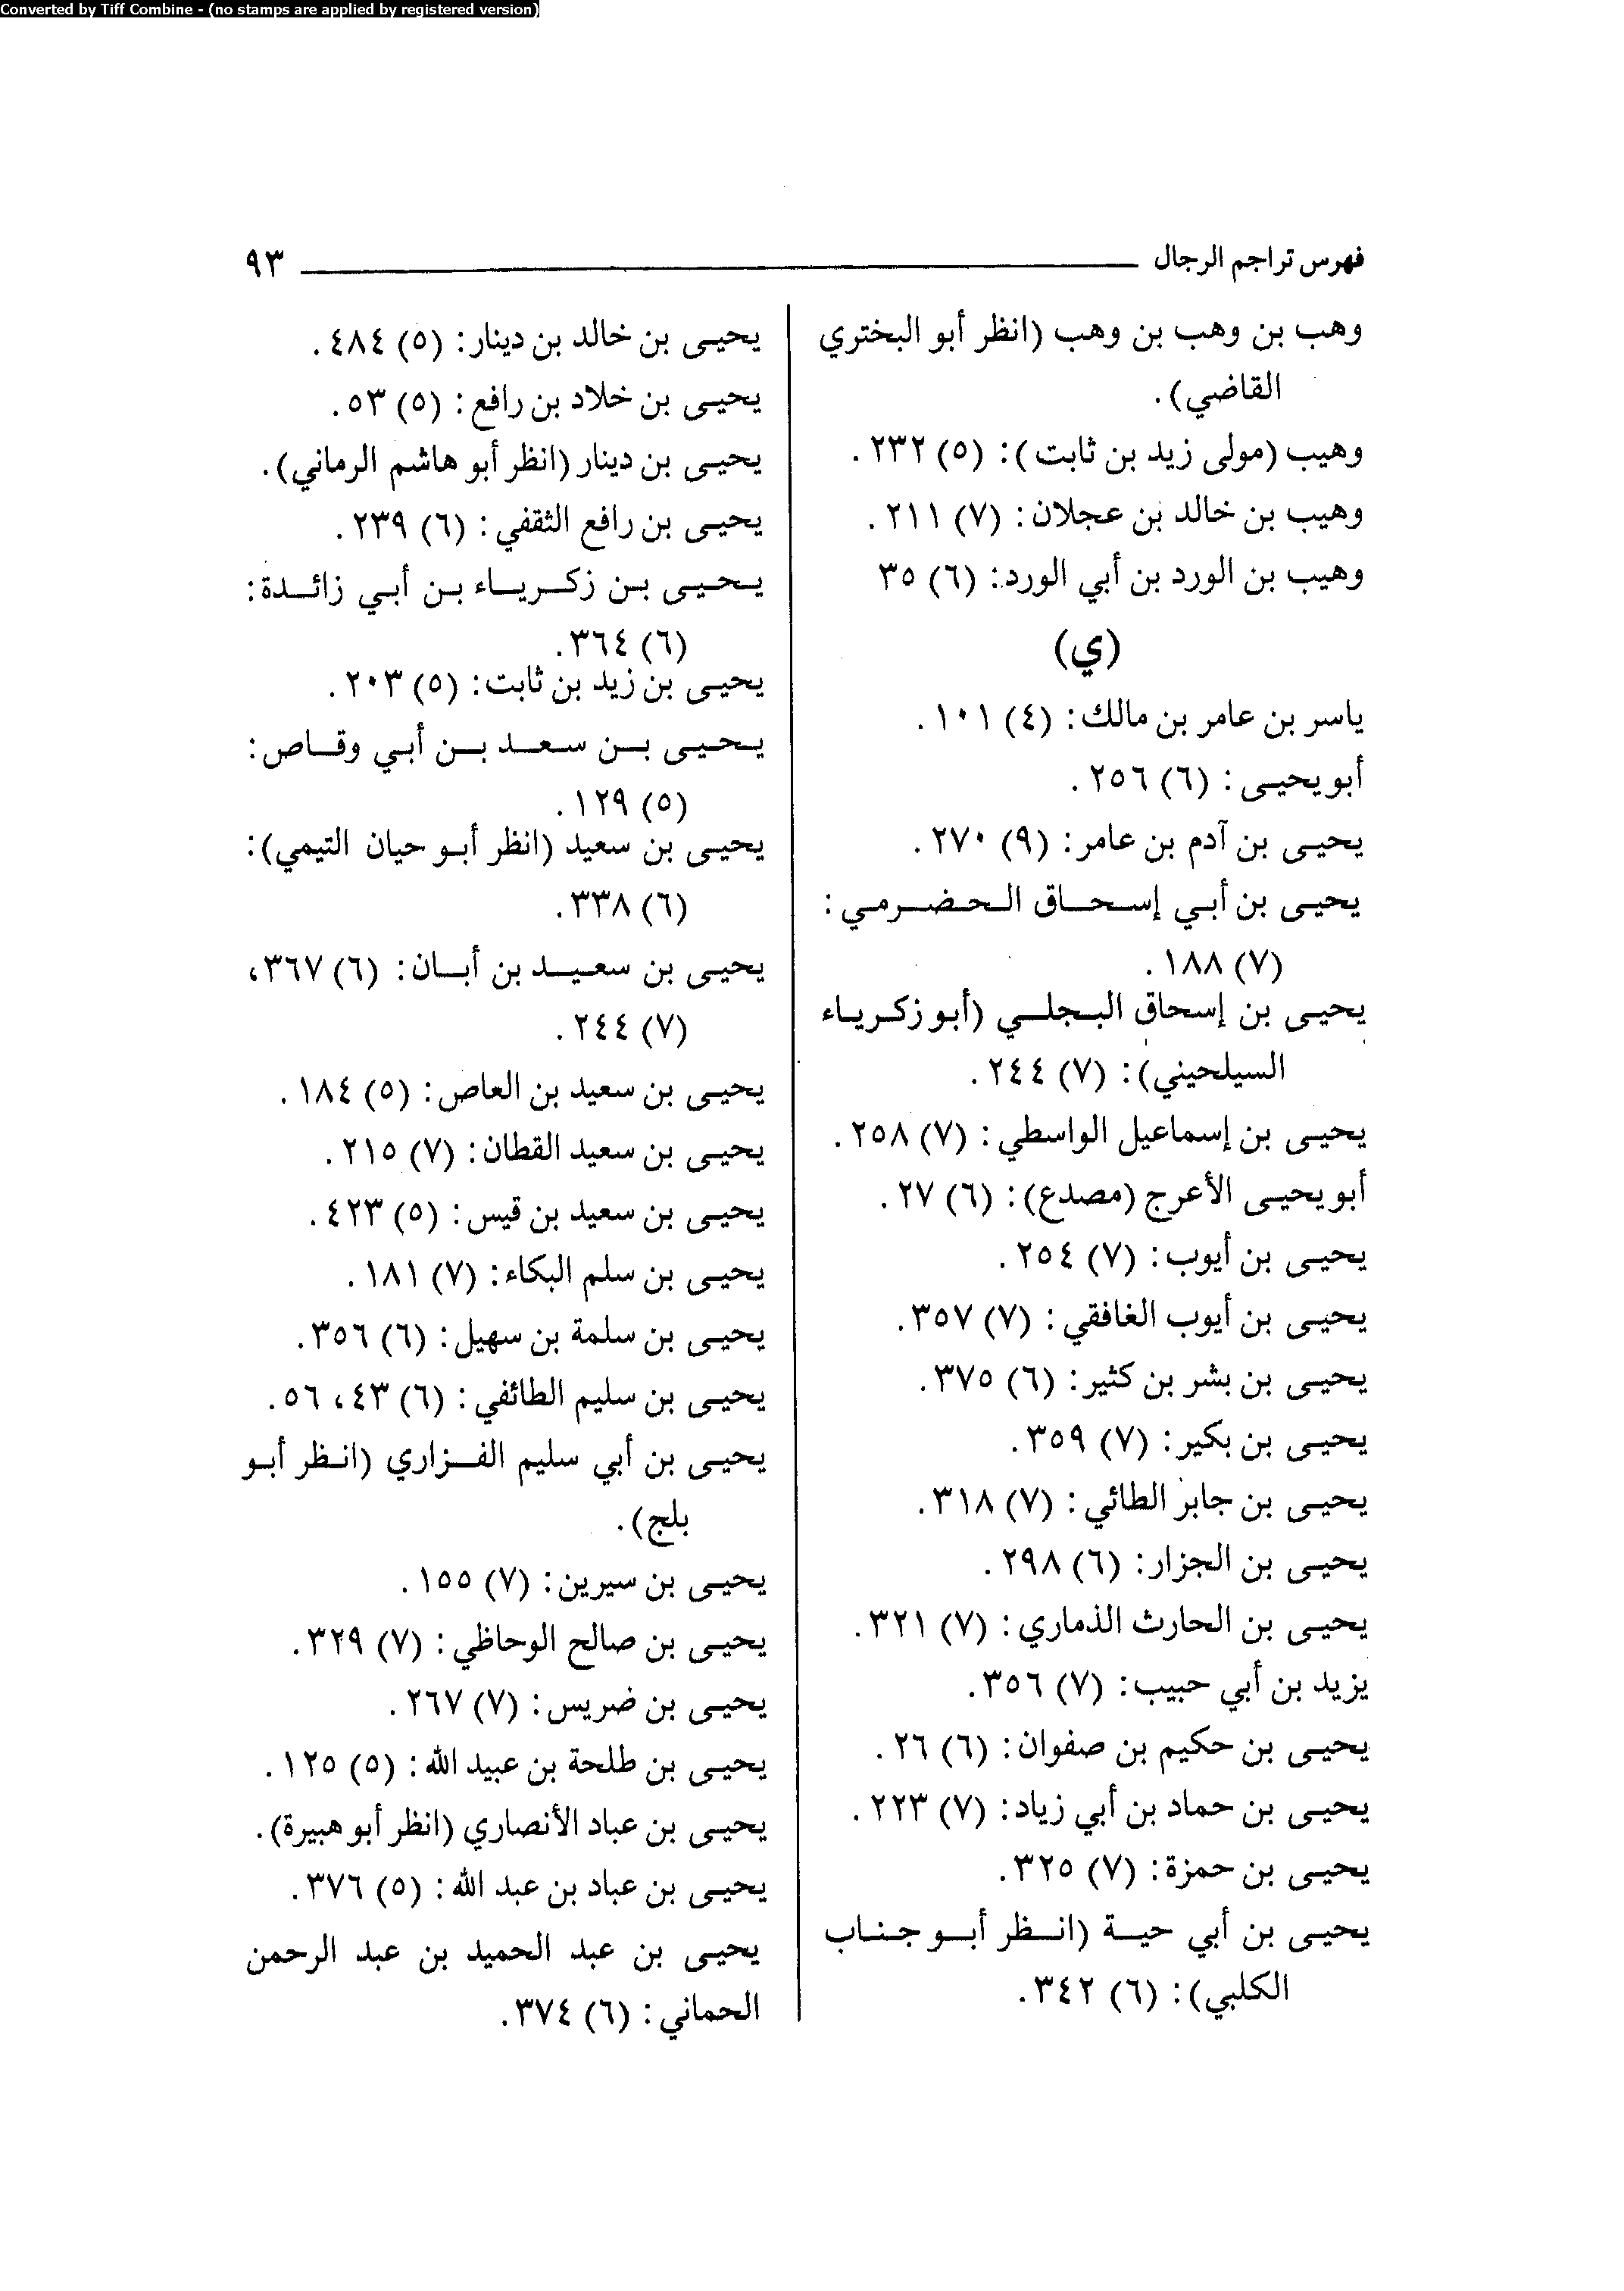 Converted by Tiff Combine - (no stamps are applied by registered version)
فهرس تراجم الرجال ٩٣
وهب بن وهب بن وهب (انظر أبو البختري
القاضي).
وهيب (مولى زيد بن ثابت): (٥) ٢٣٢.
وهيب بن خالد بن عجلان: (٧) ٢١١.
وهيب بن الورد بن أبي الورد: (٦) ٣٥
(ي)
ياسر بن عامر بن مالك: (٤) ١٠١.
أبو يحيى: (٦) ٢٥٦.
يحيى بن آدم بن عامر: (٩) ٢٧٠.
يحيى بن أبي إسحاق الحضرمي:
(٧) ١٨٨.
يحيى بن إسحاق البجلي (أبو زكرياء
السيلحيني): (٧) ٢٤٤.
يحيى بن إسماعيل الواسطي: (٧) ٢٥٨.
أبو يحيى الأعرج (مصدع): (٦) ٢٧.
يحيى بن أيوب: (٧) ٢٥٤.
يحيى بن أيوب الغافقي: (٧) ٣٥٧.
يحيى بن بشر بن كثير: (٦) ٣٧٥.
يحيى بن بكير: (٧) ٣٥٩.
يحيى بن جابر الطائي: (٧) ٣١٨.
يحيى بن الجزار: (٦) ٢٩٨.
يحيى بن الحارث الذماري: (٧) ٣٢١.
يزيد بن أبي حبيب: (٧) ٣٥٦.
يحيى بن حكيم بن صفوان: (٦) ٢٦.
يحيى بن حماد بن أبي زياد: (٧) ٢٢٣.
يحيى بن حمزة: (٧) ٣٢٥.
يحيى بن أبي حية (انظر أبو جناب
الكلبي): (٦) ٣٤٢.
يحيى بن خالد بن دينار: (٥) ٤٨٤.
يحيى بن خلاد بن رافع: (٥) ٥٣.
يحيى بن دينار (انظر أبو هاشم الرماني).
يحيى بن رافع الثقفي: (٦) ٢٣٩.
يحيى بن زكرياء بن أبي زائدة:
(٦) ٣٦٤.
يحيى بن زيد بن ثابت: (٥) ٢٠٣.
يحيى بن سعد بن أبي وقاص:
(٥) ١٢٩.
يحيى بن سعيد (انظر أبو حيان التيمي):
(٦) ٣٣٨.
يحيى بن سعيد بن أبان: (٦) ٣٦٧،
(٧) ٢٤٤.
يحيى بن سعيد بن العاص: (٥) ١٨٤.
يحيى بن سعيد القطان: (٧) ٢١٥.
يحيى بن سعيد بن قيس: (٥) ٤٢٣.
يحيى بن سلم البكاء: (٧) ١٨١.
يحيى بن سلمة بن سهيل: (٦) ٣٥٦.
يحيى بن سليم الطائفي: (٦) ٤٣، ٥٦.
يحيى بن أبي سليم الفزاري (انظر أبو
بلج).
يحيى بن سيرين: (٧) ١٥٥.
يحيى بن صالح الوحاظي: (٧) ٣٢٩.
يحيى بن ضريس: (٧) ٢٦٧.
يحيى بن طلحة بن عبيد الله: (٥) ١٢٥.
يحيى بن عباد الأنصاري (انظر أبو هبيرة).
يحيى بن عباد بن عبد الله: (٥) ٣٧٦.
يحيى بن عبد الحميد بن عبد الرحمن
الحماني: (٦) ٣٧٤.